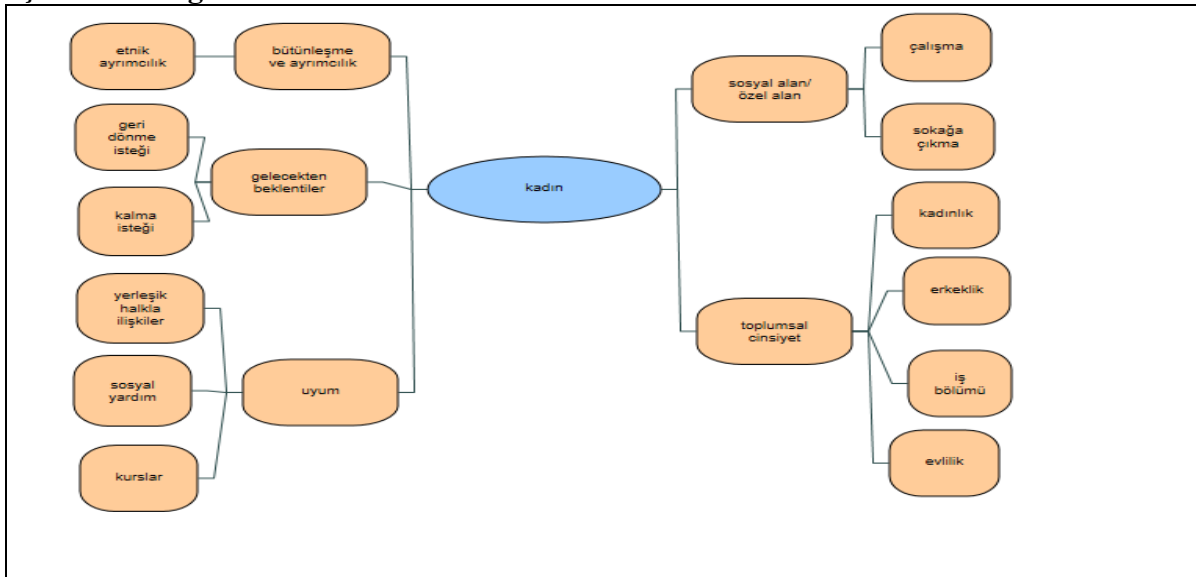 etnik
ayrımcılık
bütünleşme
ve ayrımcılık
geri
dönme
isteği
gelecekten
beklentiler
kalma
isteği
yerleşik
halkla
ilişkiler
sosyal
yardım
uyum
kurslar
kadın
sosyal alan/
özel alan
çalışma
sokağa
çıkma
toplumsal
cinsiyet
kadınlık
erkeklik
iş
bölümü
evlilik